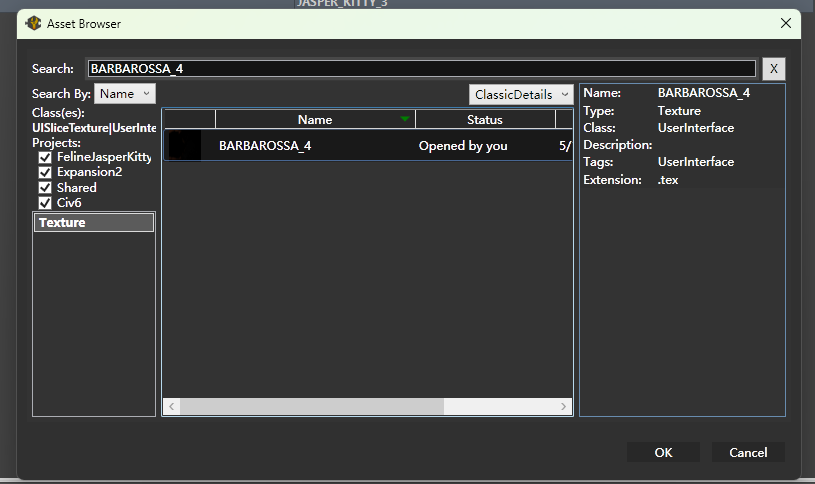 JASPER_KITTY_3
Asset Browser
Search: BARBAROSSA_4 X
Search By: Name ClassicDetails
Class(es):
UISliceTexture|UserInte
Projects:
FelineJasperKitty
Expansion2
Shared
Civ6
Texture
Name Status
BARBAROSSA_4 Opened by you 5/
Name: BARBAROSSA_4
Type: Texture
Class: UserInterface
Description:
Tags: UserInterface
Extension: .tex
OK Cancel